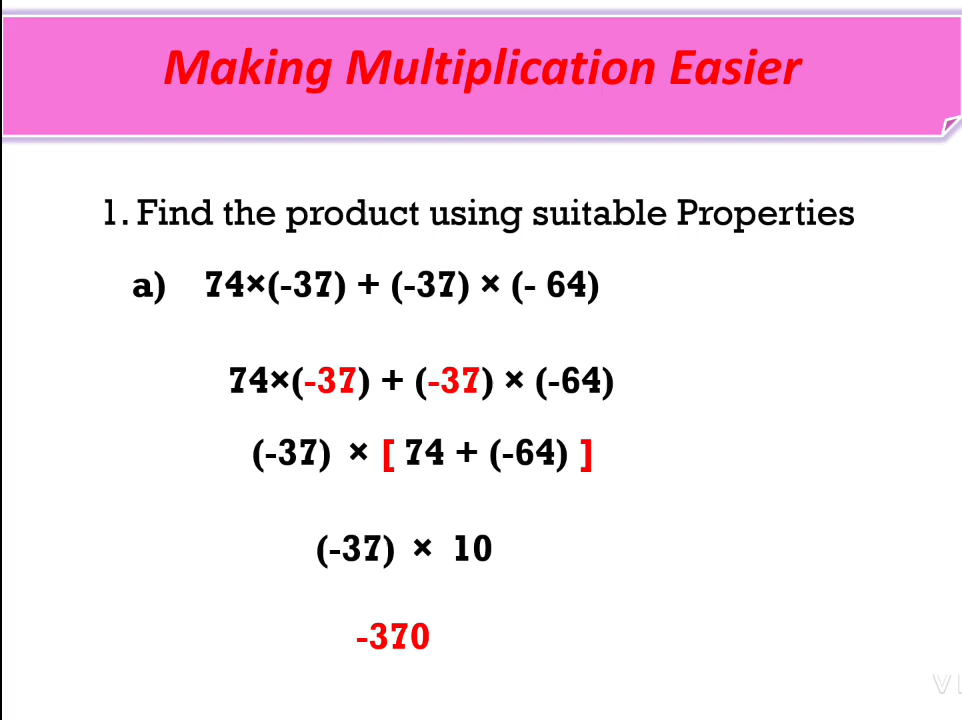 Making Multiplication Easier
1. Find the product using suitable Properties
a) 74×(-37) + (-37) × (- 64)
74×(-37) + (-37) × (-64)
(-37) × [ 74 + (-64) ]
(-37) × 10
-370